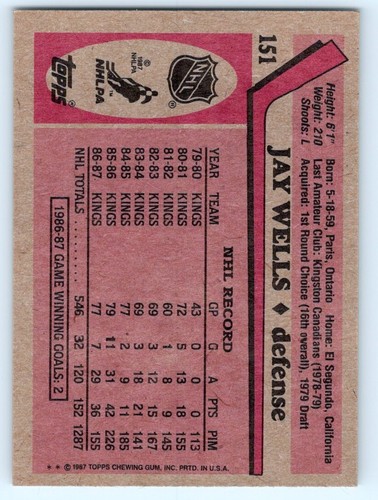 151
JAY WELLS ♦ defense
Height: 6'1" Born: 5-18-59, Paris, Ontario Home: El Segundo, California
Weight: 210 Last Amateur Club: Kingston Canadians (1978-79)
Shoots: L Acquired: 1st Round Choice (16th overall), 1979 Draft
NHL
© 1987 NHLPA
NHLPA
topps
NHL RECORD
YEAR TEAM GP G A PTS PIM
79-80 KINGS 43 0 0 0 113
80-81 KINGS 72 5 13 18 155
81-82 KINGS 60 1 8 9 145
82-83 KINGS 69 3 12 15 167
83-84 KINGS 69 3 18 21 141
84-85 KINGS 77 2 9 11 185
85-86 KINGS 79 11 31 42 226
86-87 KINGS 77 7 29 36 155
NHL TOTALS 546 32 120 152 1287
1986-87 GAME WINNING GOALS: 2
** © 1987 TOPPS CHEWING GUM, INC. PRTD. IN U.S.A.